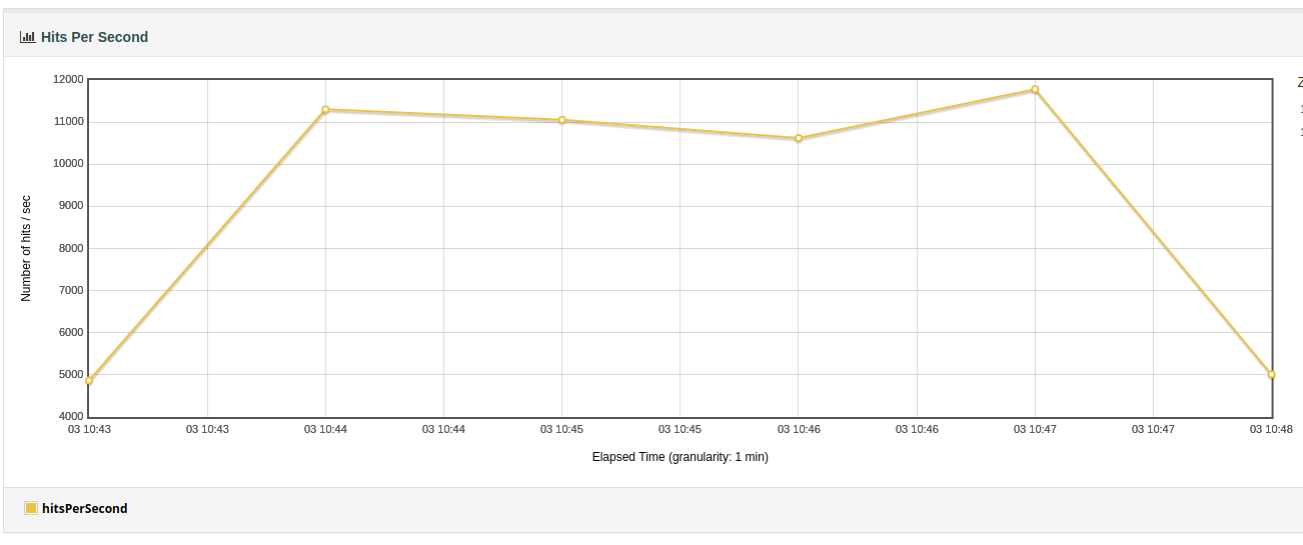 Hits Per Second
12000
11000
10000
9000
8000
7000
6000
5000
4000
Number of hits / sec
03 10:43 03 10:43 03 10:44 03 10:44 03 10:45 03 10:45 03 10:46 03 10:46 03 10:47 03 10:47 03 10:48
Elapsed Time (granularity: 1 min)
hitsPerSecond